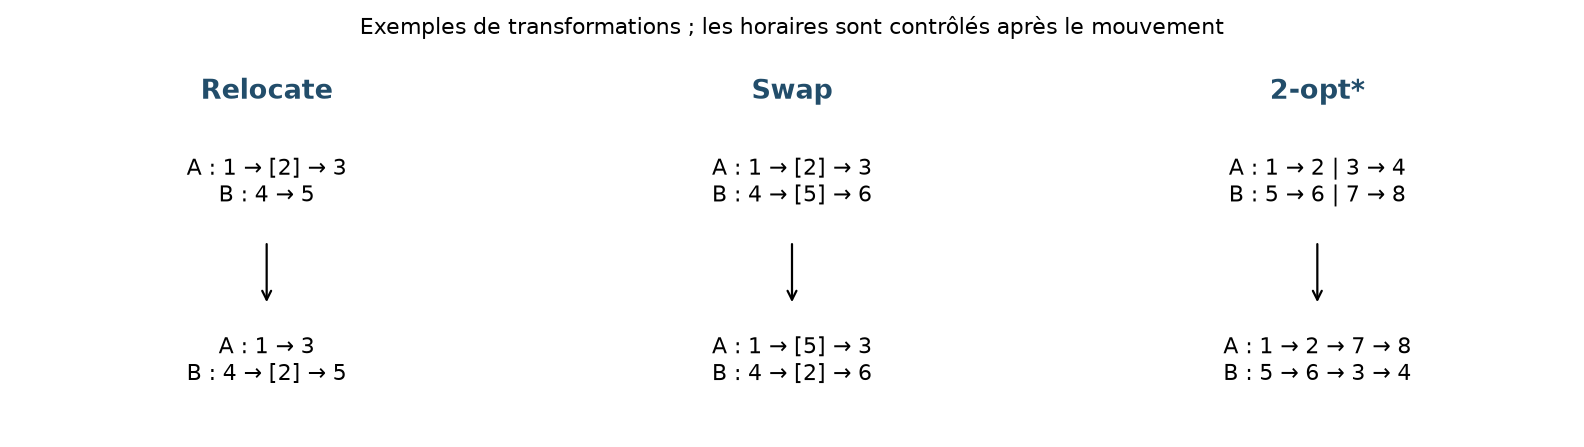 Exemples de transformations ; les horaires sont contrôlés après le mouvement
Relocate
A : 1 → [2] → 3
B : 4 → 5
A : 1 → 3
B : 4 → [2] → 5
Swap
A : 1 → [2] → 3
B : 4 → [5] → 6
A : 1 → [5] → 3
B : 4 → [2] → 6
2-opt*
A : 1 → 2 | 3 → 4
B : 5 → 6 | 7 → 8
A : 1 → 2 → 7 → 8
B : 5 → 6 → 3 → 4